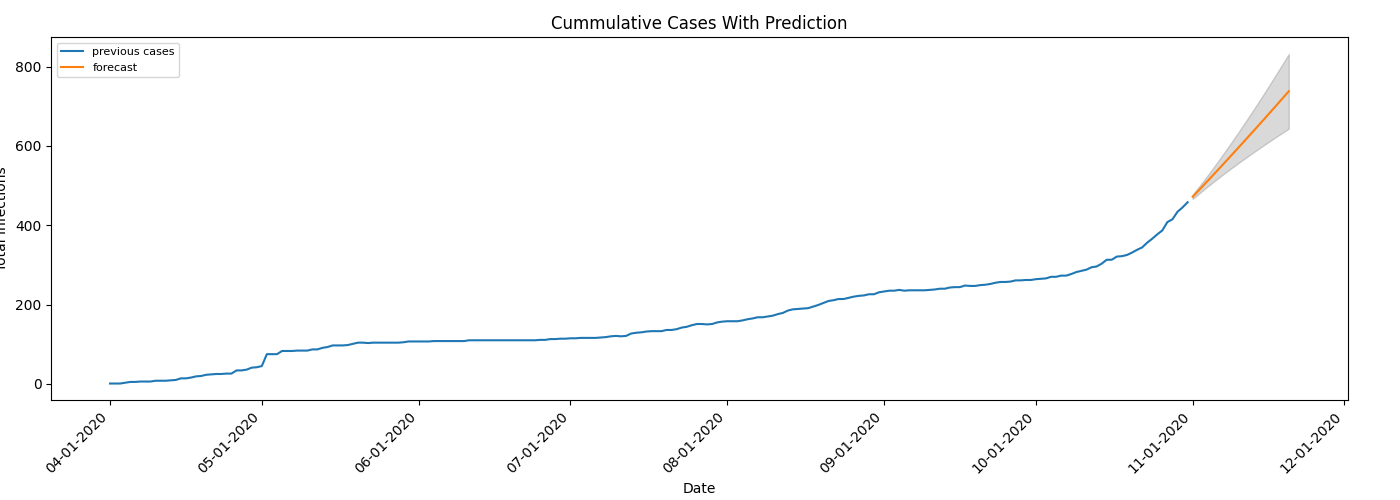 Cummulative Cases With Prediction
previous cases
forecast
800
600
400
200
0
Total Infections
04-01-2020
05-01-2020
06-01-2020
07-01-2020
08-01-2020
09-01-2020
10-01-2020
11-01-2020
12-01-2020
Date